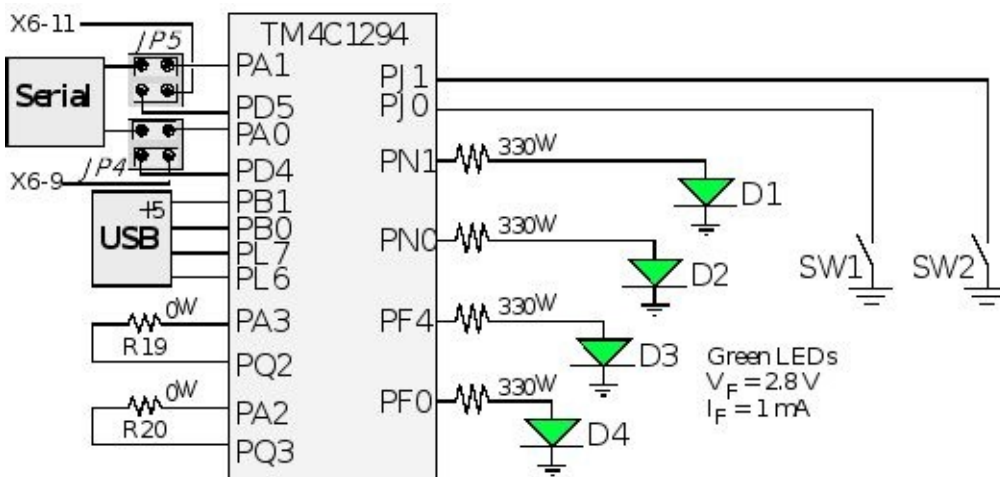 X6-11
JP5
TM4C1294
Serial
PA1
PD5
PA0
JP4
PD4
X6-9
+5
USB
PB1
PB0
PL7
PL6
0W
R19
PA3
PQ2
0W
R20
PA2
PQ3
PJ1
PJ0
PN1
330W
D1
PN0
330W
D2
PF4
330W
D3
PF0
330W
D4
SW1
SW2
Green LEDs
VF = 2.8 V
IF = 1 mA